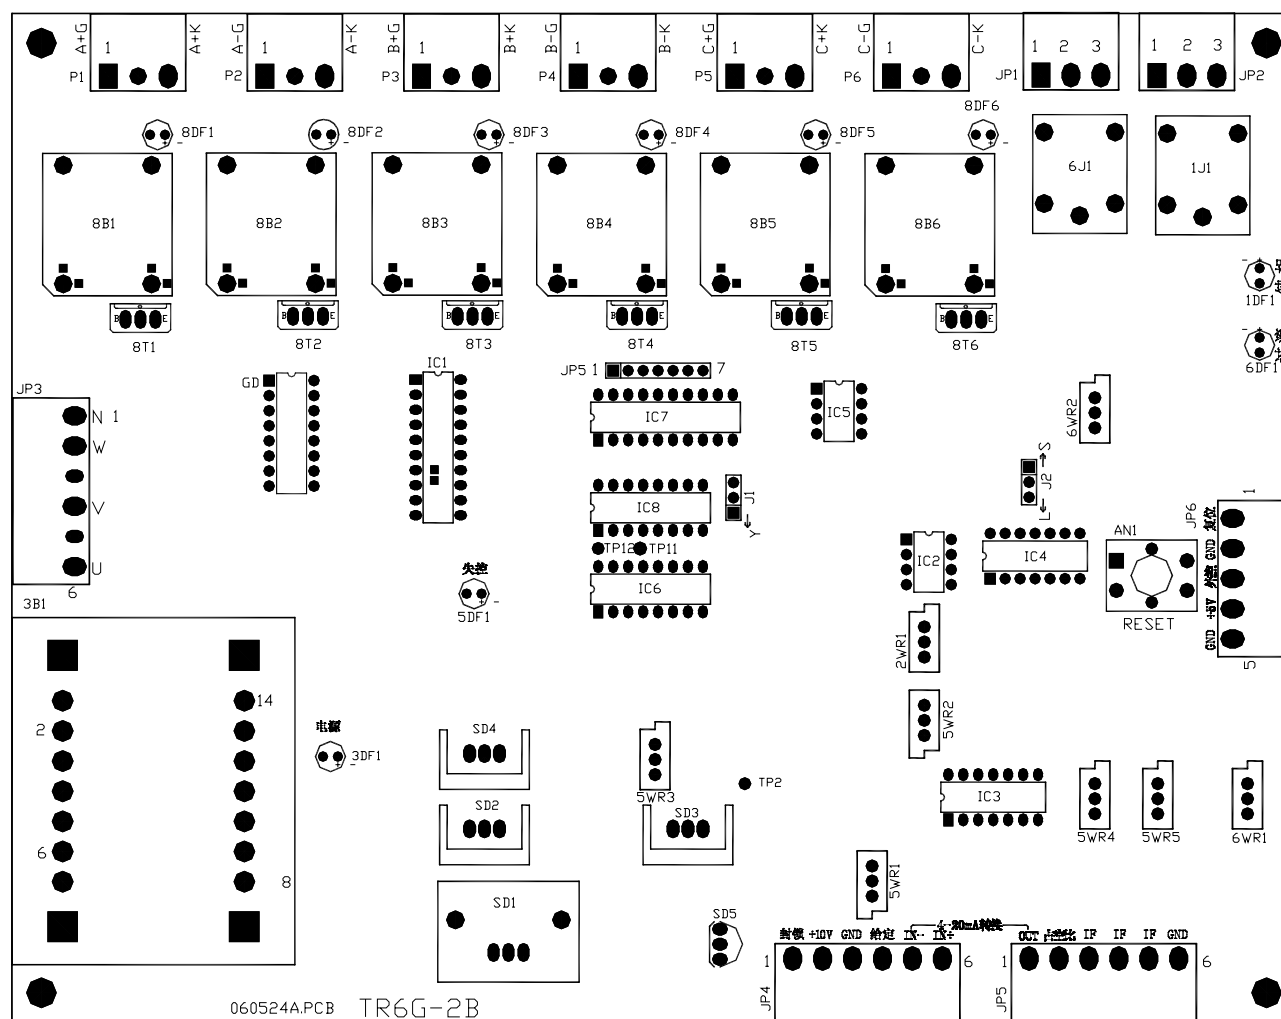 A+G A+K A-G A-K B+G B+K B-G B-K C+G C+K C-G C-K
1 1 1 1 1 1 1 2 3 1 2 3
P1 P2 P3 P4 P5 P6 JP1 JP2
8DF1 8DF2 8DF3 8DF4 8DF5 8DF6
8B1 8B2 8B3 8B4 8B5 8B6 6J1 1J1
1DF1
B E B E B E B E B E B E
8T1 8T2 8T3 8T4 8T5 8T6
6DF1
JP3 GD IC1 JP5 1 7
N 1
W
V
U
6
IC7 IC5 6WR2
S J2 L
IC8 J1 Y
TP12 TP11
IC2 IC4 AN1
RESET
JP6 1
复位
GND
+5V
GND
5
失控
5DF1
IC6
3B1
2WR1
14
2
6
8
电源
3DF1
5WR2
SD4 5WR3 TP2
SD2 SD3
IC3 5WR4 5WR5 6WR1
SD1 5WR1
SD5
4--20mA转接
封锁 +10V GND 给定 IN- IN+
1 6
JP4
OUT IF IF IF GND
1 6
JP5
060524A.PCB TR6G-2B